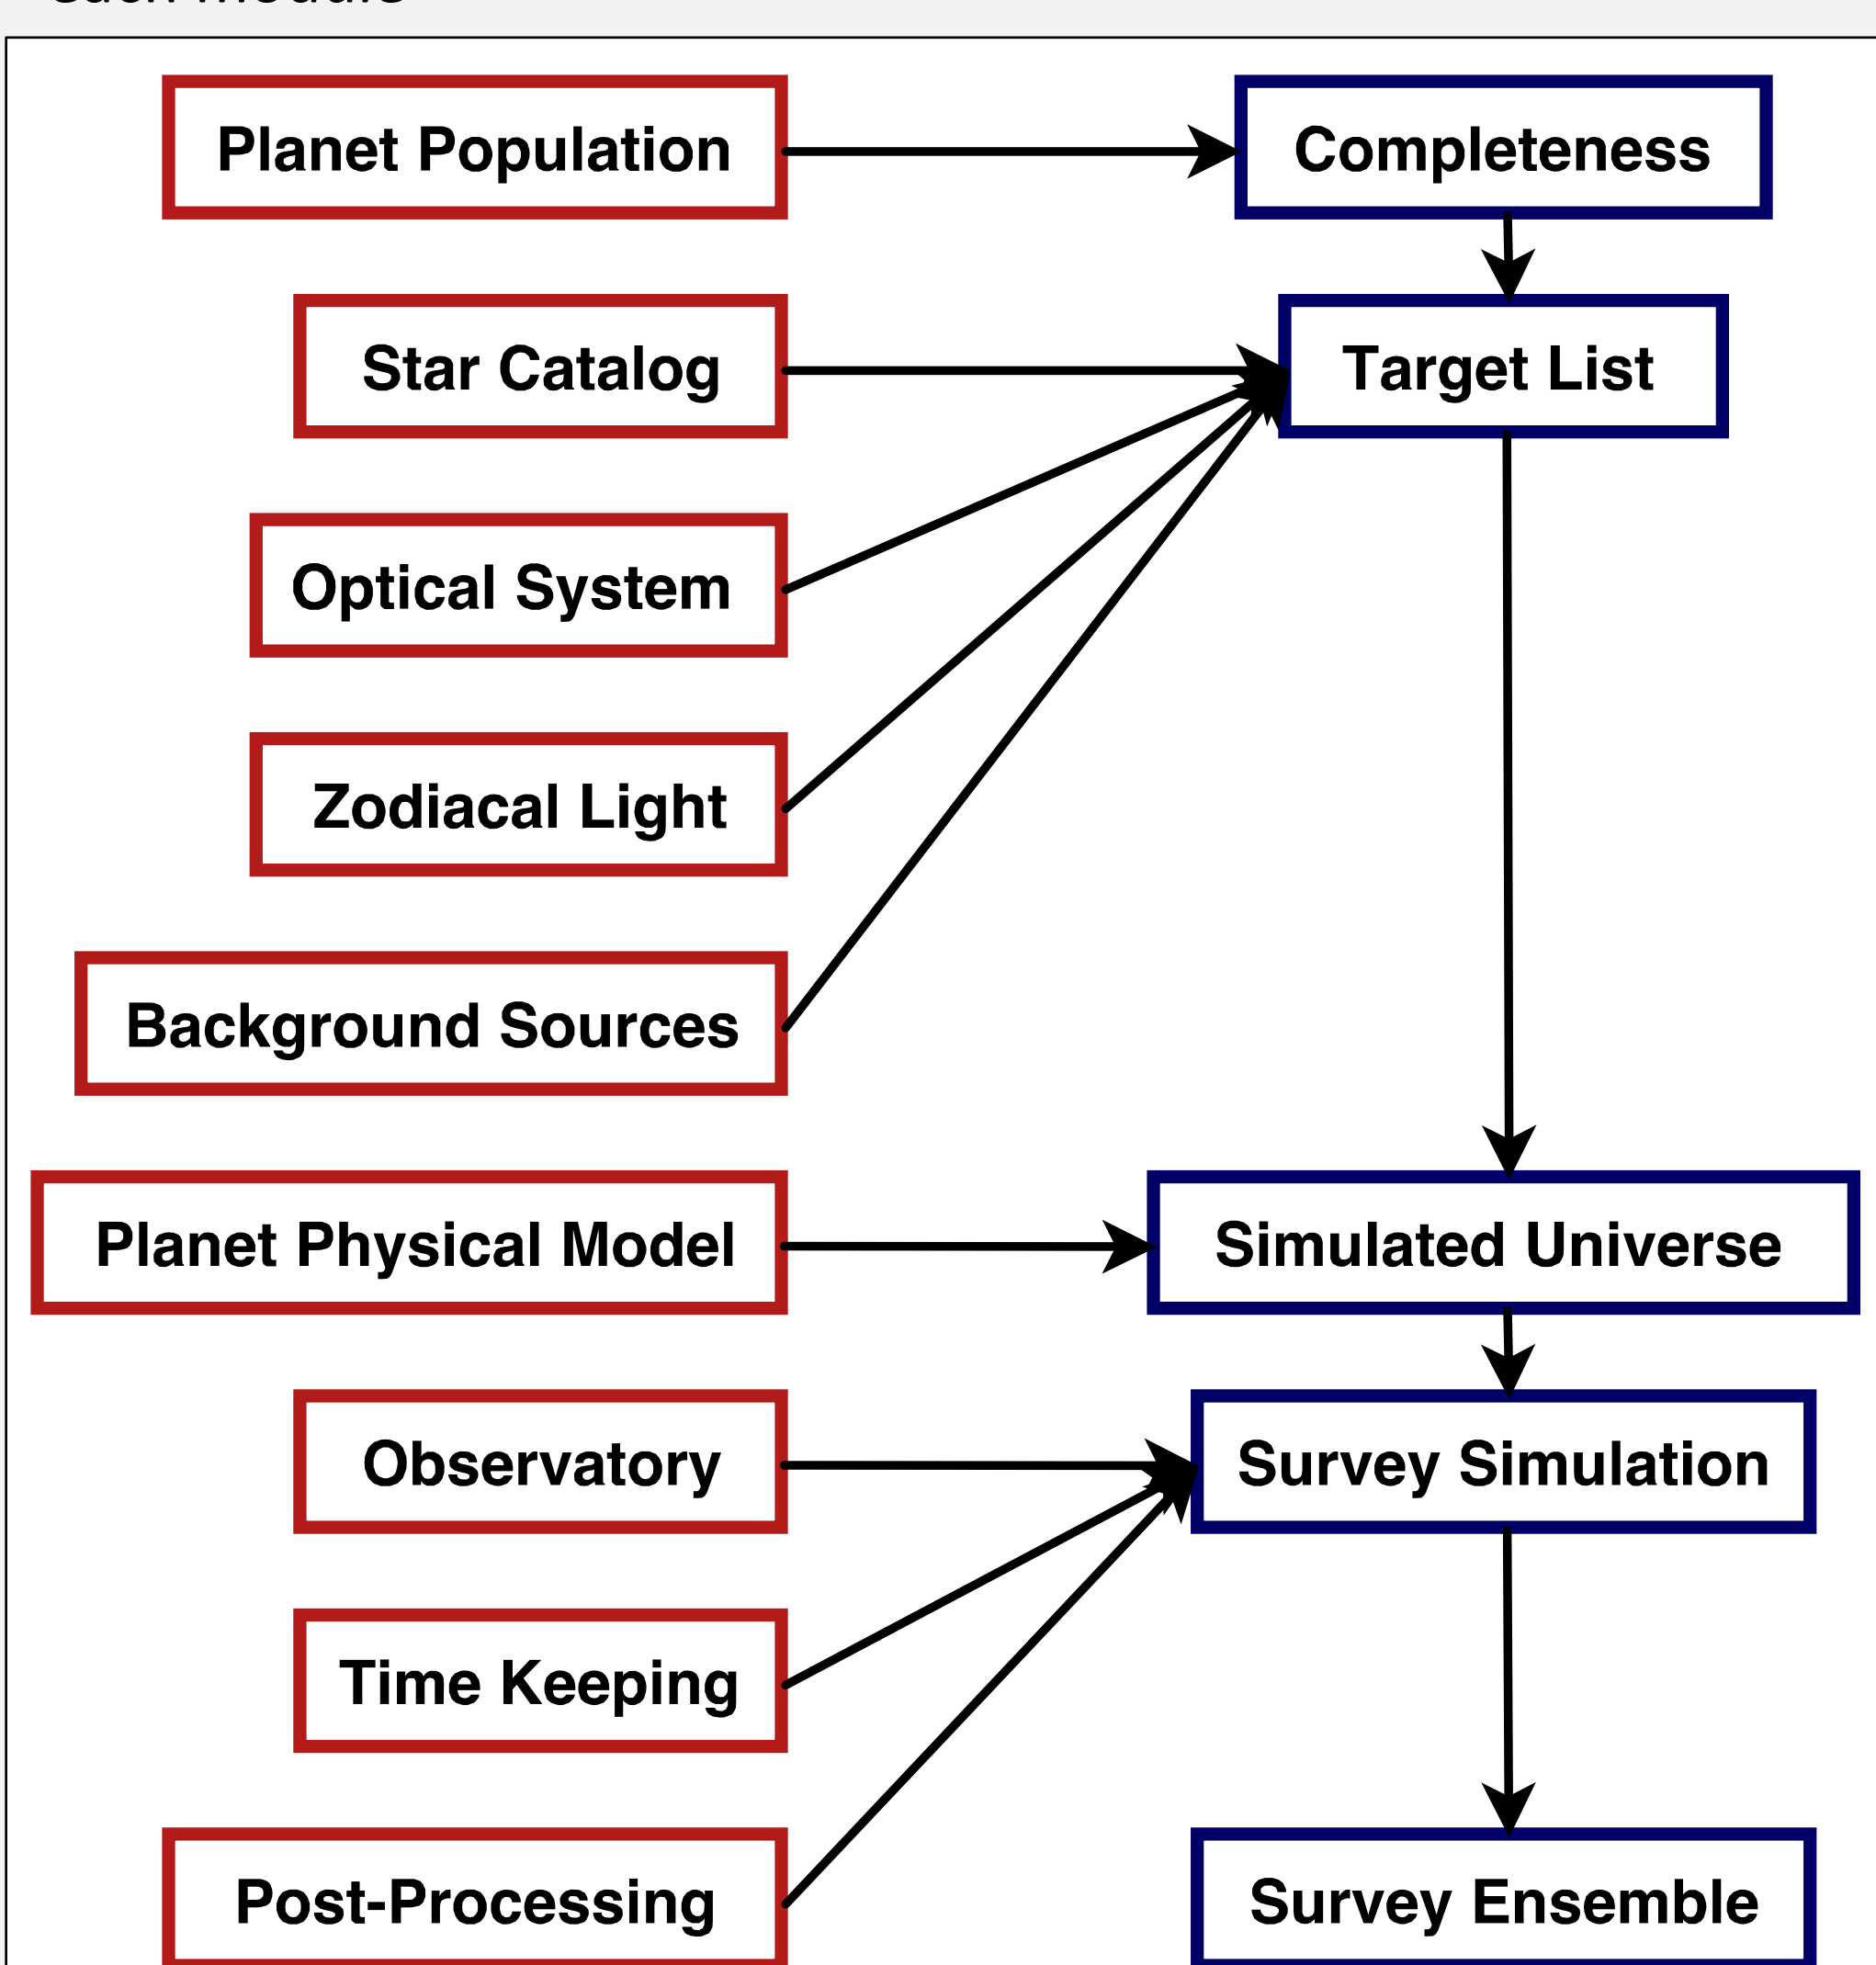 Planet Population
Completeness
Star Catalog
Target List
Optical System
Zodiacal Light
Background Sources
Planet Physical Model
Simulated Universe
Observatory
Survey Simulation
Time Keeping
Post-Processing
Survey Ensemble